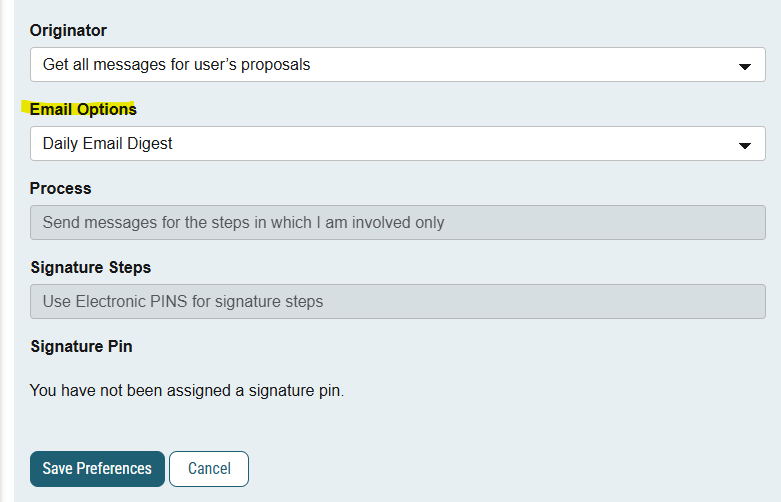 Originator
Get all messages for user’s proposals
Email Options
Daily Email Digest
Process
Send messages for the steps in which I am involved only
Signature Steps
Use Electronic PINS for signature steps
Signature Pin
You have not been assigned a signature pin.
Save Preferences Cancel